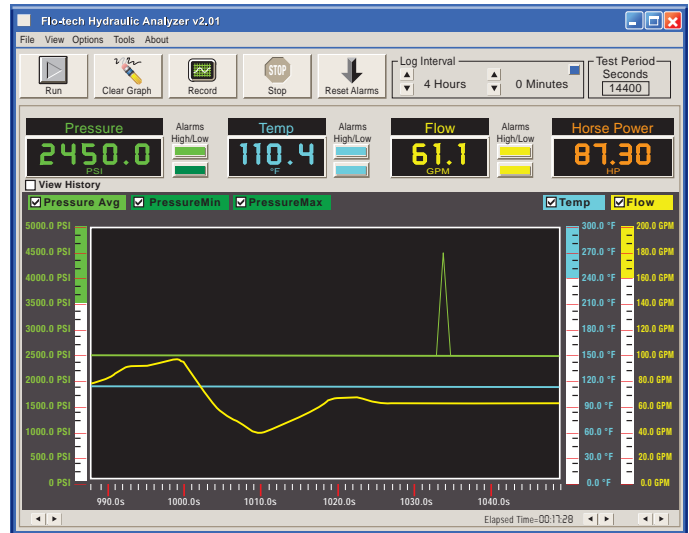 Flo-tech Hydraulic Analyzer v2.01
File View Options Tools About
Run
Clear Graph
Record
STOP
Stop
Reset Alarms
Log Interval
4 Hours
0 Minutes
Test Period
Seconds
14400
Pressure
2450.0
PSI
Alarms
High/Low
Temp
110.4
°F
Alarms
High/Low
Flow
61.1
GPM
Alarms
High/Low
Horse Power
87.30
HP
View History
Pressure Avg
PressureMin
PressureMax
Temp
Flow
5000.0 PSI
4500.0 PSI
4000.0 PSI
3500.0 PSI
3000.0 PSI
2500.0 PSI
2000.0 PSI
1500.0 PSI
1000.0 PSI
500.0 PSI
0 PSI
300.0 °F
270.0 °F
240.0 °F
210.0 °F
180.0 °F
150.0 °F
120.0 °F
90.0 °F
60.0 °F
30.0 °F
0.0 °F
200.0 GPM
180.0 GPM
160.0 GPM
140.0 GPM
120.0 GPM
100.0 GPM
80.0 GPM
60.0 GPM
40.0 GPM
20.0 GPM
0.0 GPM
990.0s 1000.0s 1010.0s 1020.0s 1030.0s 1040.0s
Elapsed Time=00:17:28